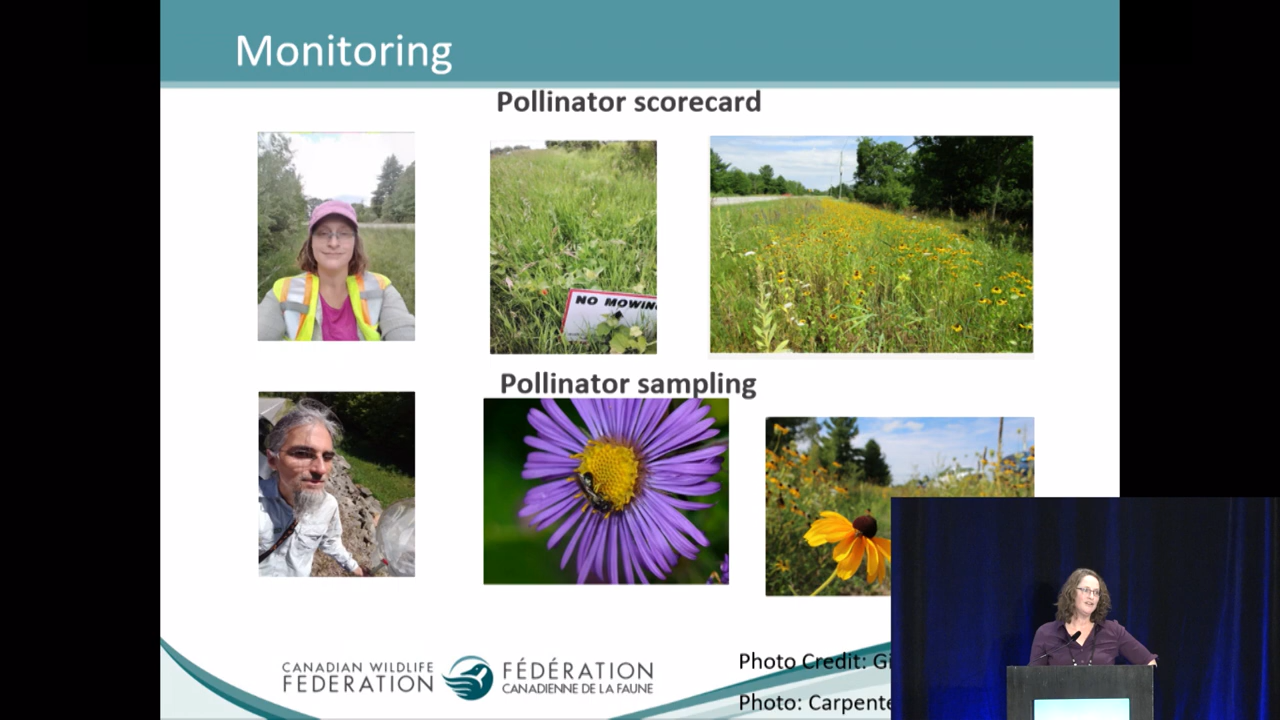 Monitoring
Pollinator scorecard
NO MOWIN
Pollinator sampling
CANADIAN WILDLIFE
FEDERATION
FÉDÉRATION
CANADIENNE DE LA FAUNE
Photo Credit: Gi
Photo: Carpente